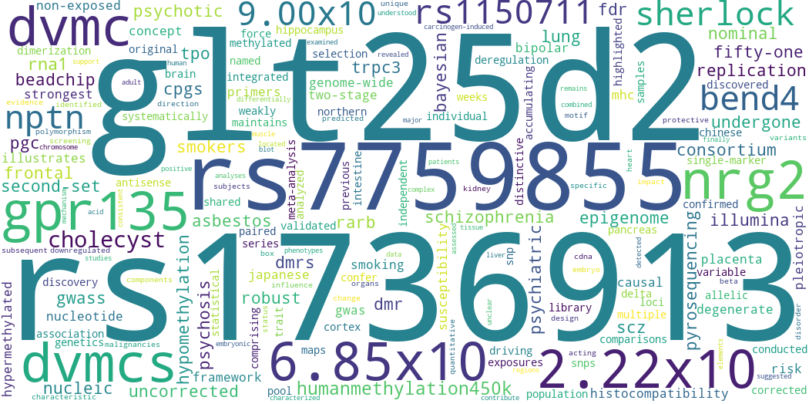 non-exposed psychotic 9.00x10 rs1150711 fdr sherlock
dvmc concept force hippocampus bayesian lung highlighted nominal
dimerization original tpo methylated unique understood carcinogen-induced
rna1 cpgs named selection examined revealed bipolar deregulation fifty-one
beadchip brain integrated trpc3 accumulating mhc samples replication
strongest human genome-wide two-stage individual discovered
glt25d2
evidence identified adult differentially primers weeks northern remains combined motif protective bend4
nptn systematically weakly maintains predicted major chinese variants
polymorphism screening chromosome direction support muscle located blot finally undergone
pgc smokers consortium
illustrates single-marker
frontal rs7759855 nrg2
second-set antisense positive analyses subjects meta-analysis analyzed previous intestine independent patients complex kidney distinctive specific heart impact confirmed
gpr135 mechanism acid consistent shared validated rarb schizophrenia epigenome illumina
asbestos pancreas pleiotropic
cholecyst paired phenotypes data tissue
subsequent downregulated box organs assessed liver snp cdna embryo placenta
studies series dmrs smoking detected variable
rs1736913
hypermethylated discovery gwass hypomethylation psychosis statistical status japanese confer susceptibility psychiatric pyrosequencing causal beta
robust dmr gwas unclear library delta allelic
nucleotide trait influence change cortex design loci degenerate
association components multiple comparisons disorder
genetics malignancies embryonic comprising driving acting snps elements
dvmcs 6.85x10 exposures regions 2.22x10 scz conducted
maps quantitative risk
nucleic framework pool humanmethylation450k suggested
characteristic uncorrected characterized contribute population histocompatibility corrected